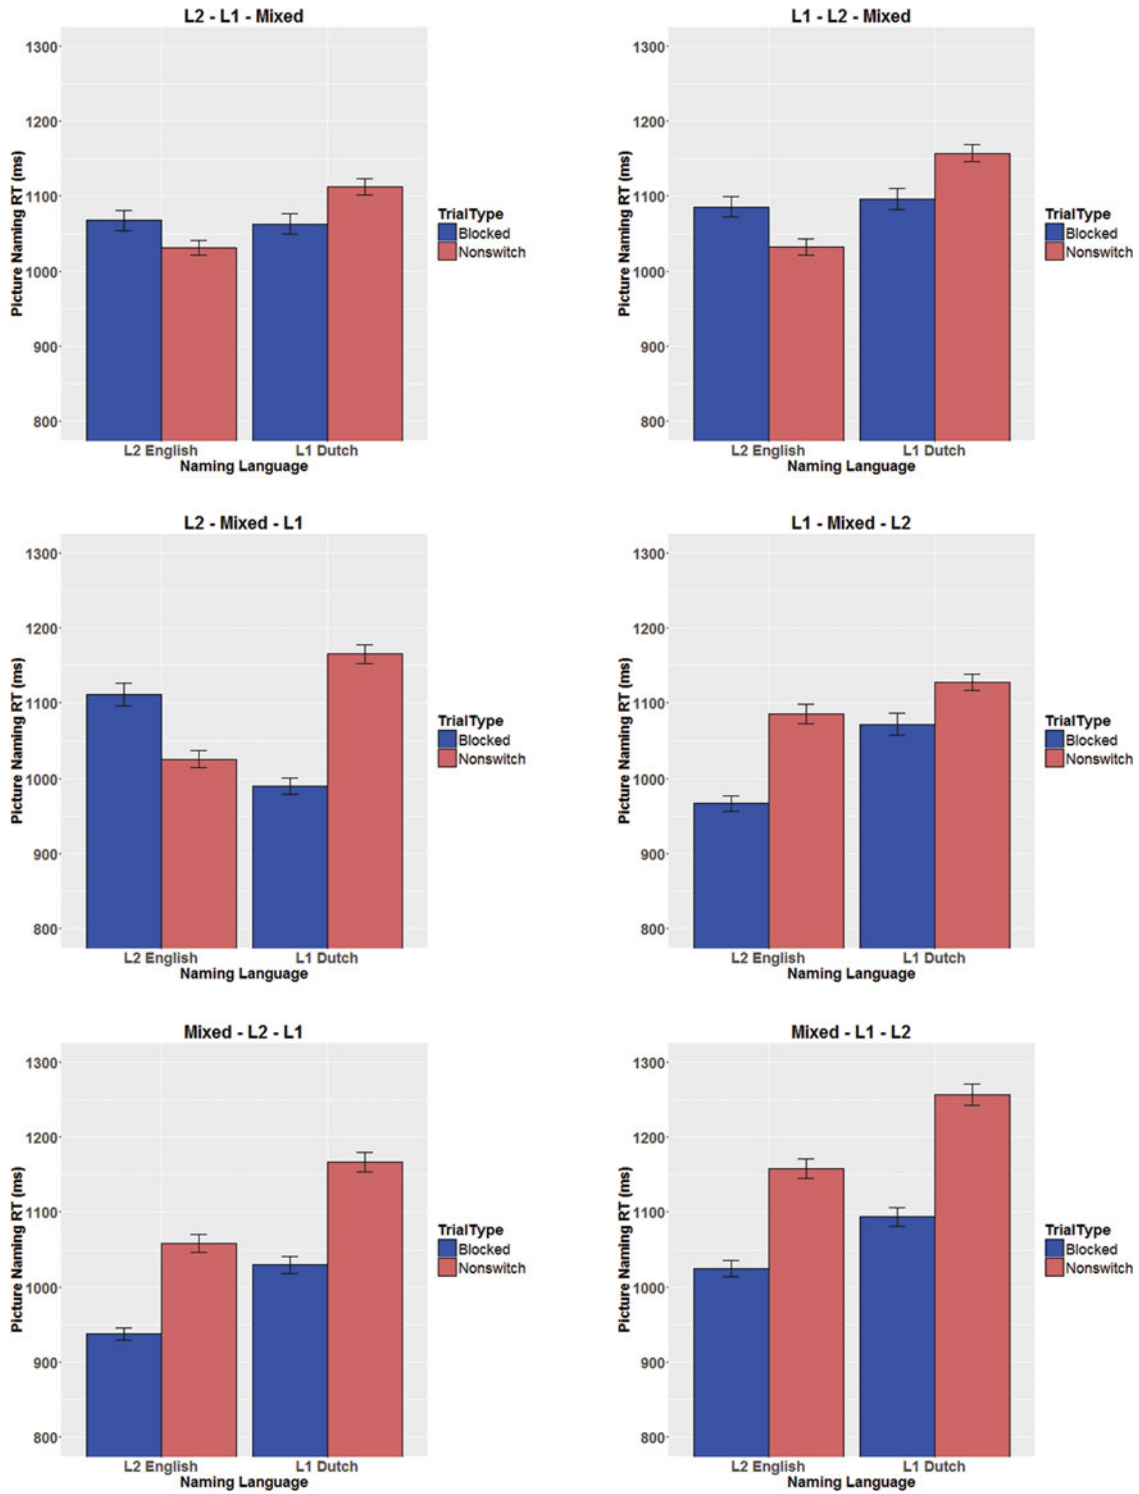 L2 - L1 - Mixed
1300
1200
1100
1000
900
800
Picture Naming RT (ms)
L2 English L1 Dutch
Naming Language
TrialType
Blocked
Nonswitch
L1 - L2 - Mixed
1300
1200
1100
1000
900
800
Picture Naming RT (ms)
L2 English L1 Dutch
Naming Language
TrialType
Blocked
Nonswitch
L2 - Mixed - L1
1300
1200
1100
1000
900
800
Picture Naming RT (ms)
L2 English L1 Dutch
Naming Language
TrialType
Blocked
Nonswitch
L1 - Mixed - L2
1300
1200
1100
1000
900
800
Picture Naming RT (ms)
L2 English L1 Dutch
Naming Language
TrialType
Blocked
Nonswitch
Mixed - L2 - L1
1300
1200
1100
1000
900
800
Picture Naming RT (ms)
L2 English L1 Dutch
Naming Language
TrialType
Blocked
Nonswitch
Mixed - L1 - L2
1300
1200
1100
1000
900
800
Picture Naming RT (ms)
L2 English L1 Dutch
Naming Language
TrialType
Blocked
Nonswitch